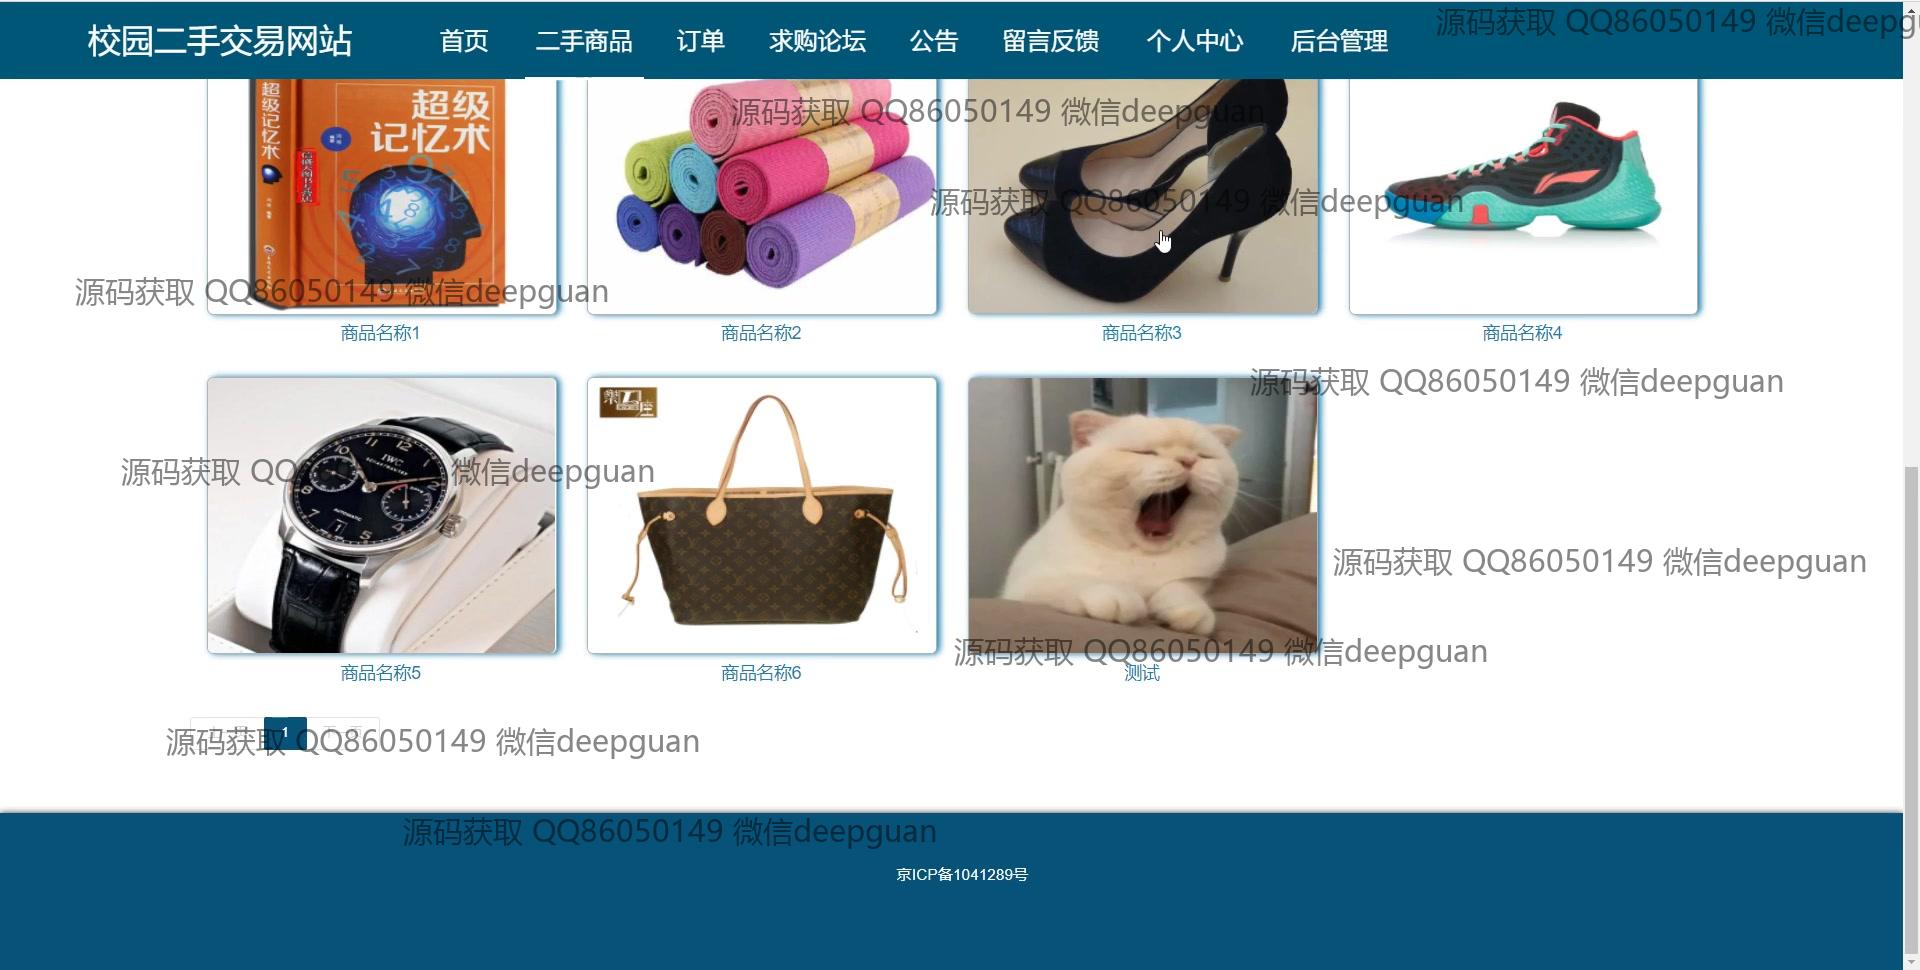 校园二手交易网站 首页 二手商品 订单 求购论坛 公告 留言反馈 个人中心 后台管理
源码获取 QQ86050149 微信deepg
超级记忆术
超级
记忆术
源码获取 QQ86050149 微信deepguan
源码获取 QQ86050149 微信deepguan
源码获取 QQ86050149 微信deepguan
商品名称1 商品名称2 商品名称3 商品名称4
源码获取 QQ86050149 微信deepguan
IWC
AUTOMATIC
源码获取 QQ 微信deepguan
源码获取 QQ86050149 微信deepguan
源码获取 QQ86050149 微信deepguan
商品名称5 商品名称6 测试
1
源码获取 QQ86050149 微信deepguan
源码获取 QQ86050149 微信deepguan
京ICP备1041289号